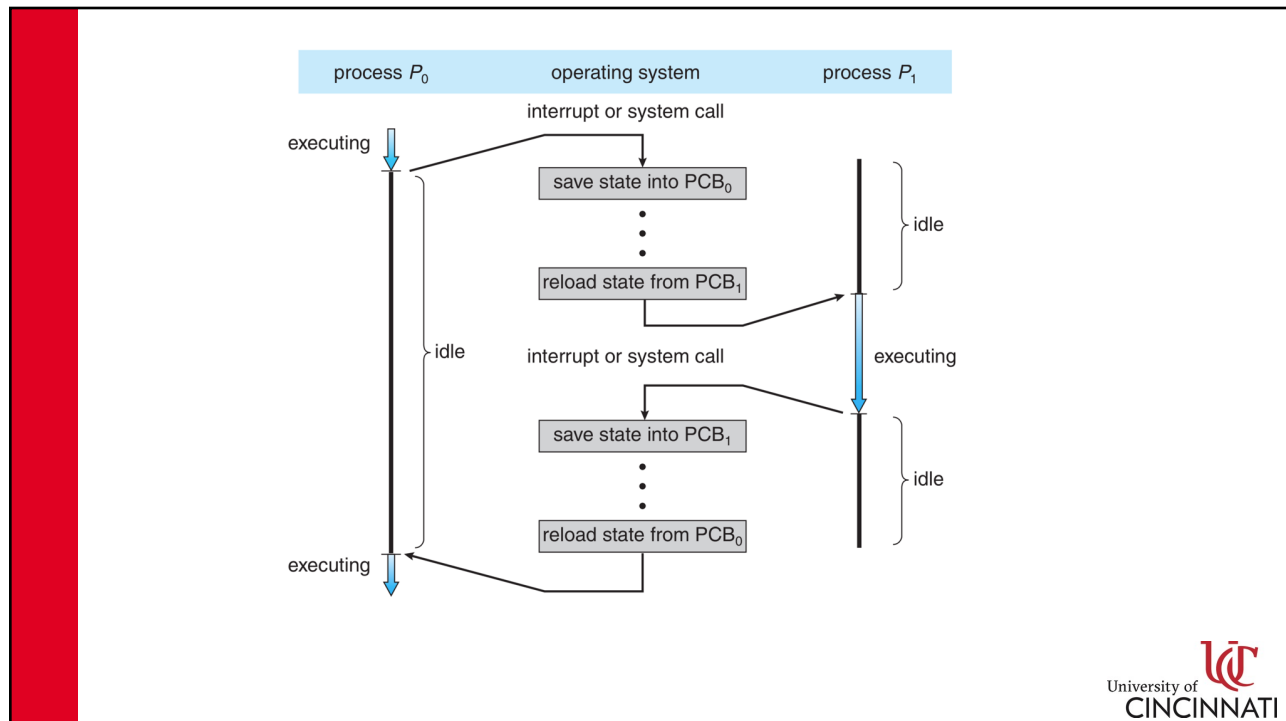 process P₀ operating system process P₁
interrupt or system call
executing
save state into PCB₀
idle
reload state from PCB₁
idle
interrupt or system call
executing
save state into PCB₁
idle
reload state from PCB₀
executing
University of
CINCINNATI